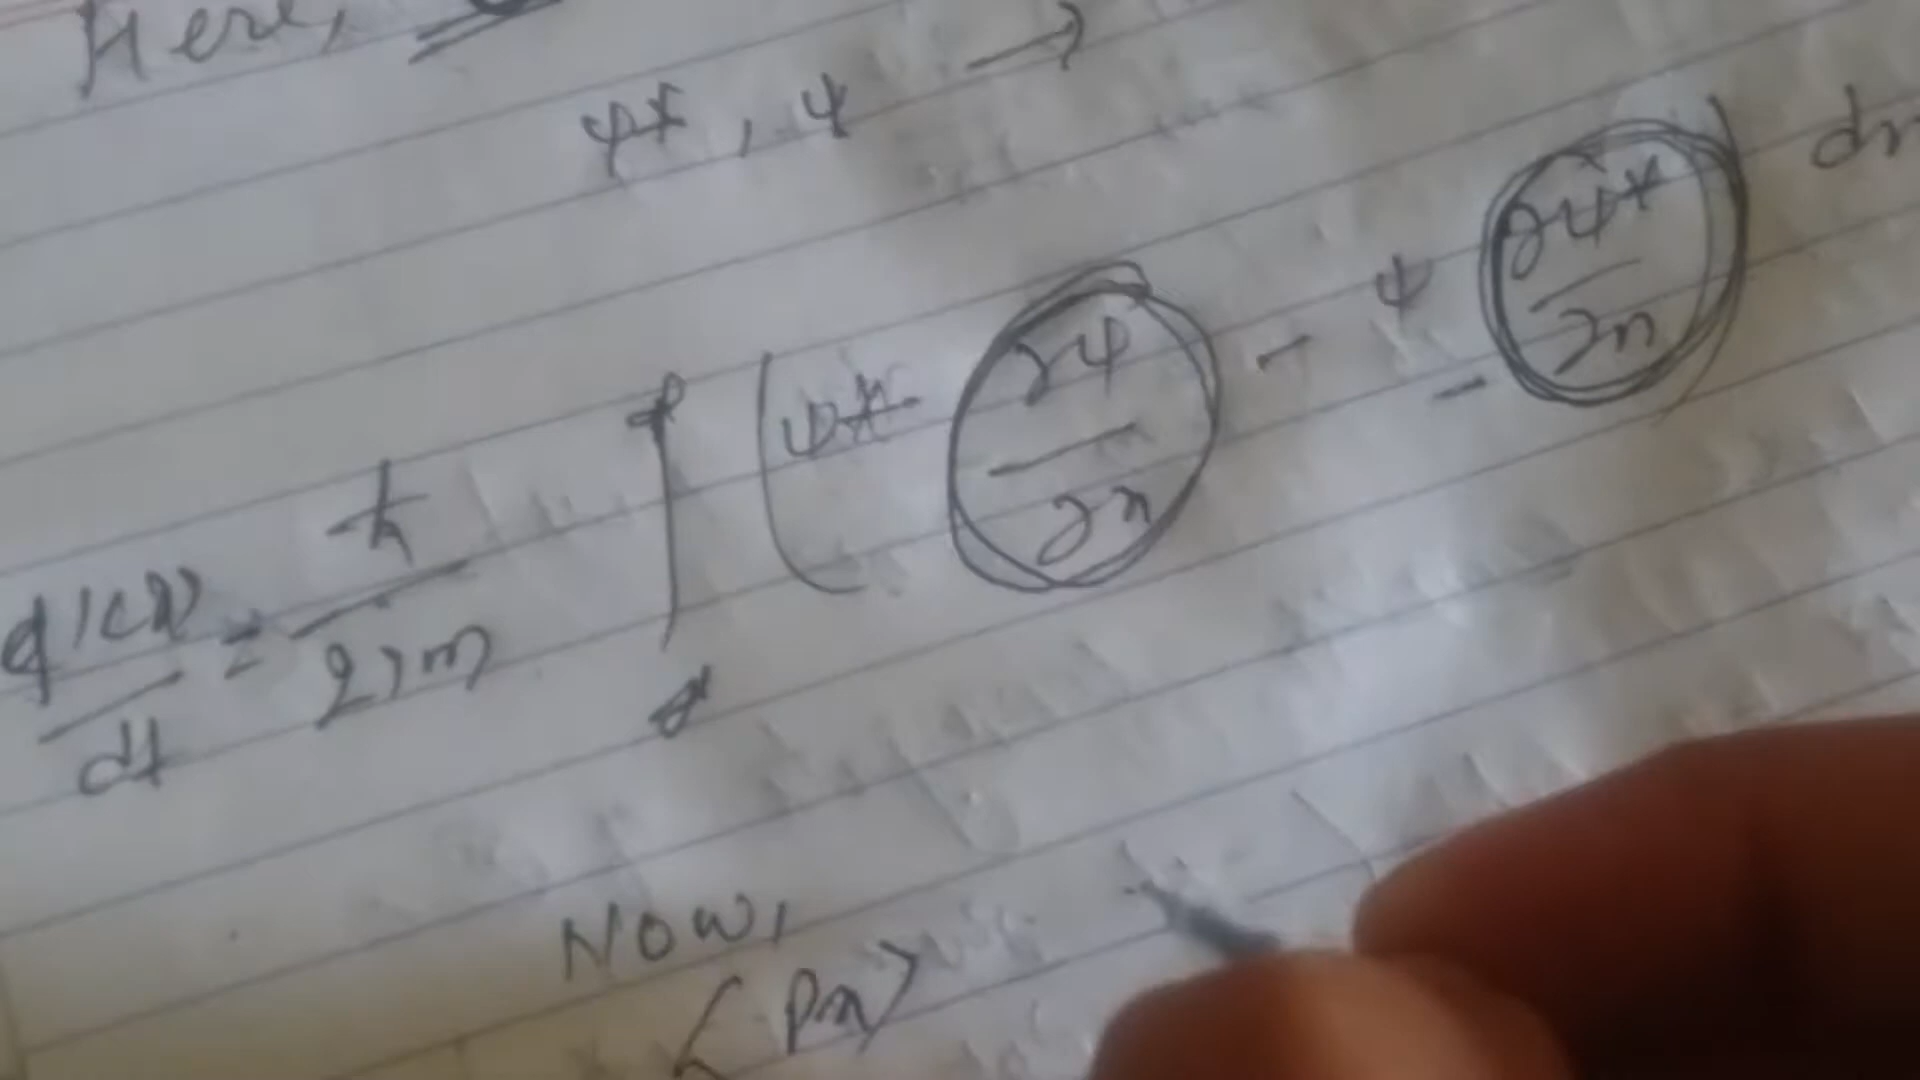 Here,
ψ*, ψ →
d<x>/dt = ħ/2im ∫ (ψ* ∂ψ/∂x - ψ ∂ψ*/∂x) dx
Now,
<Px>